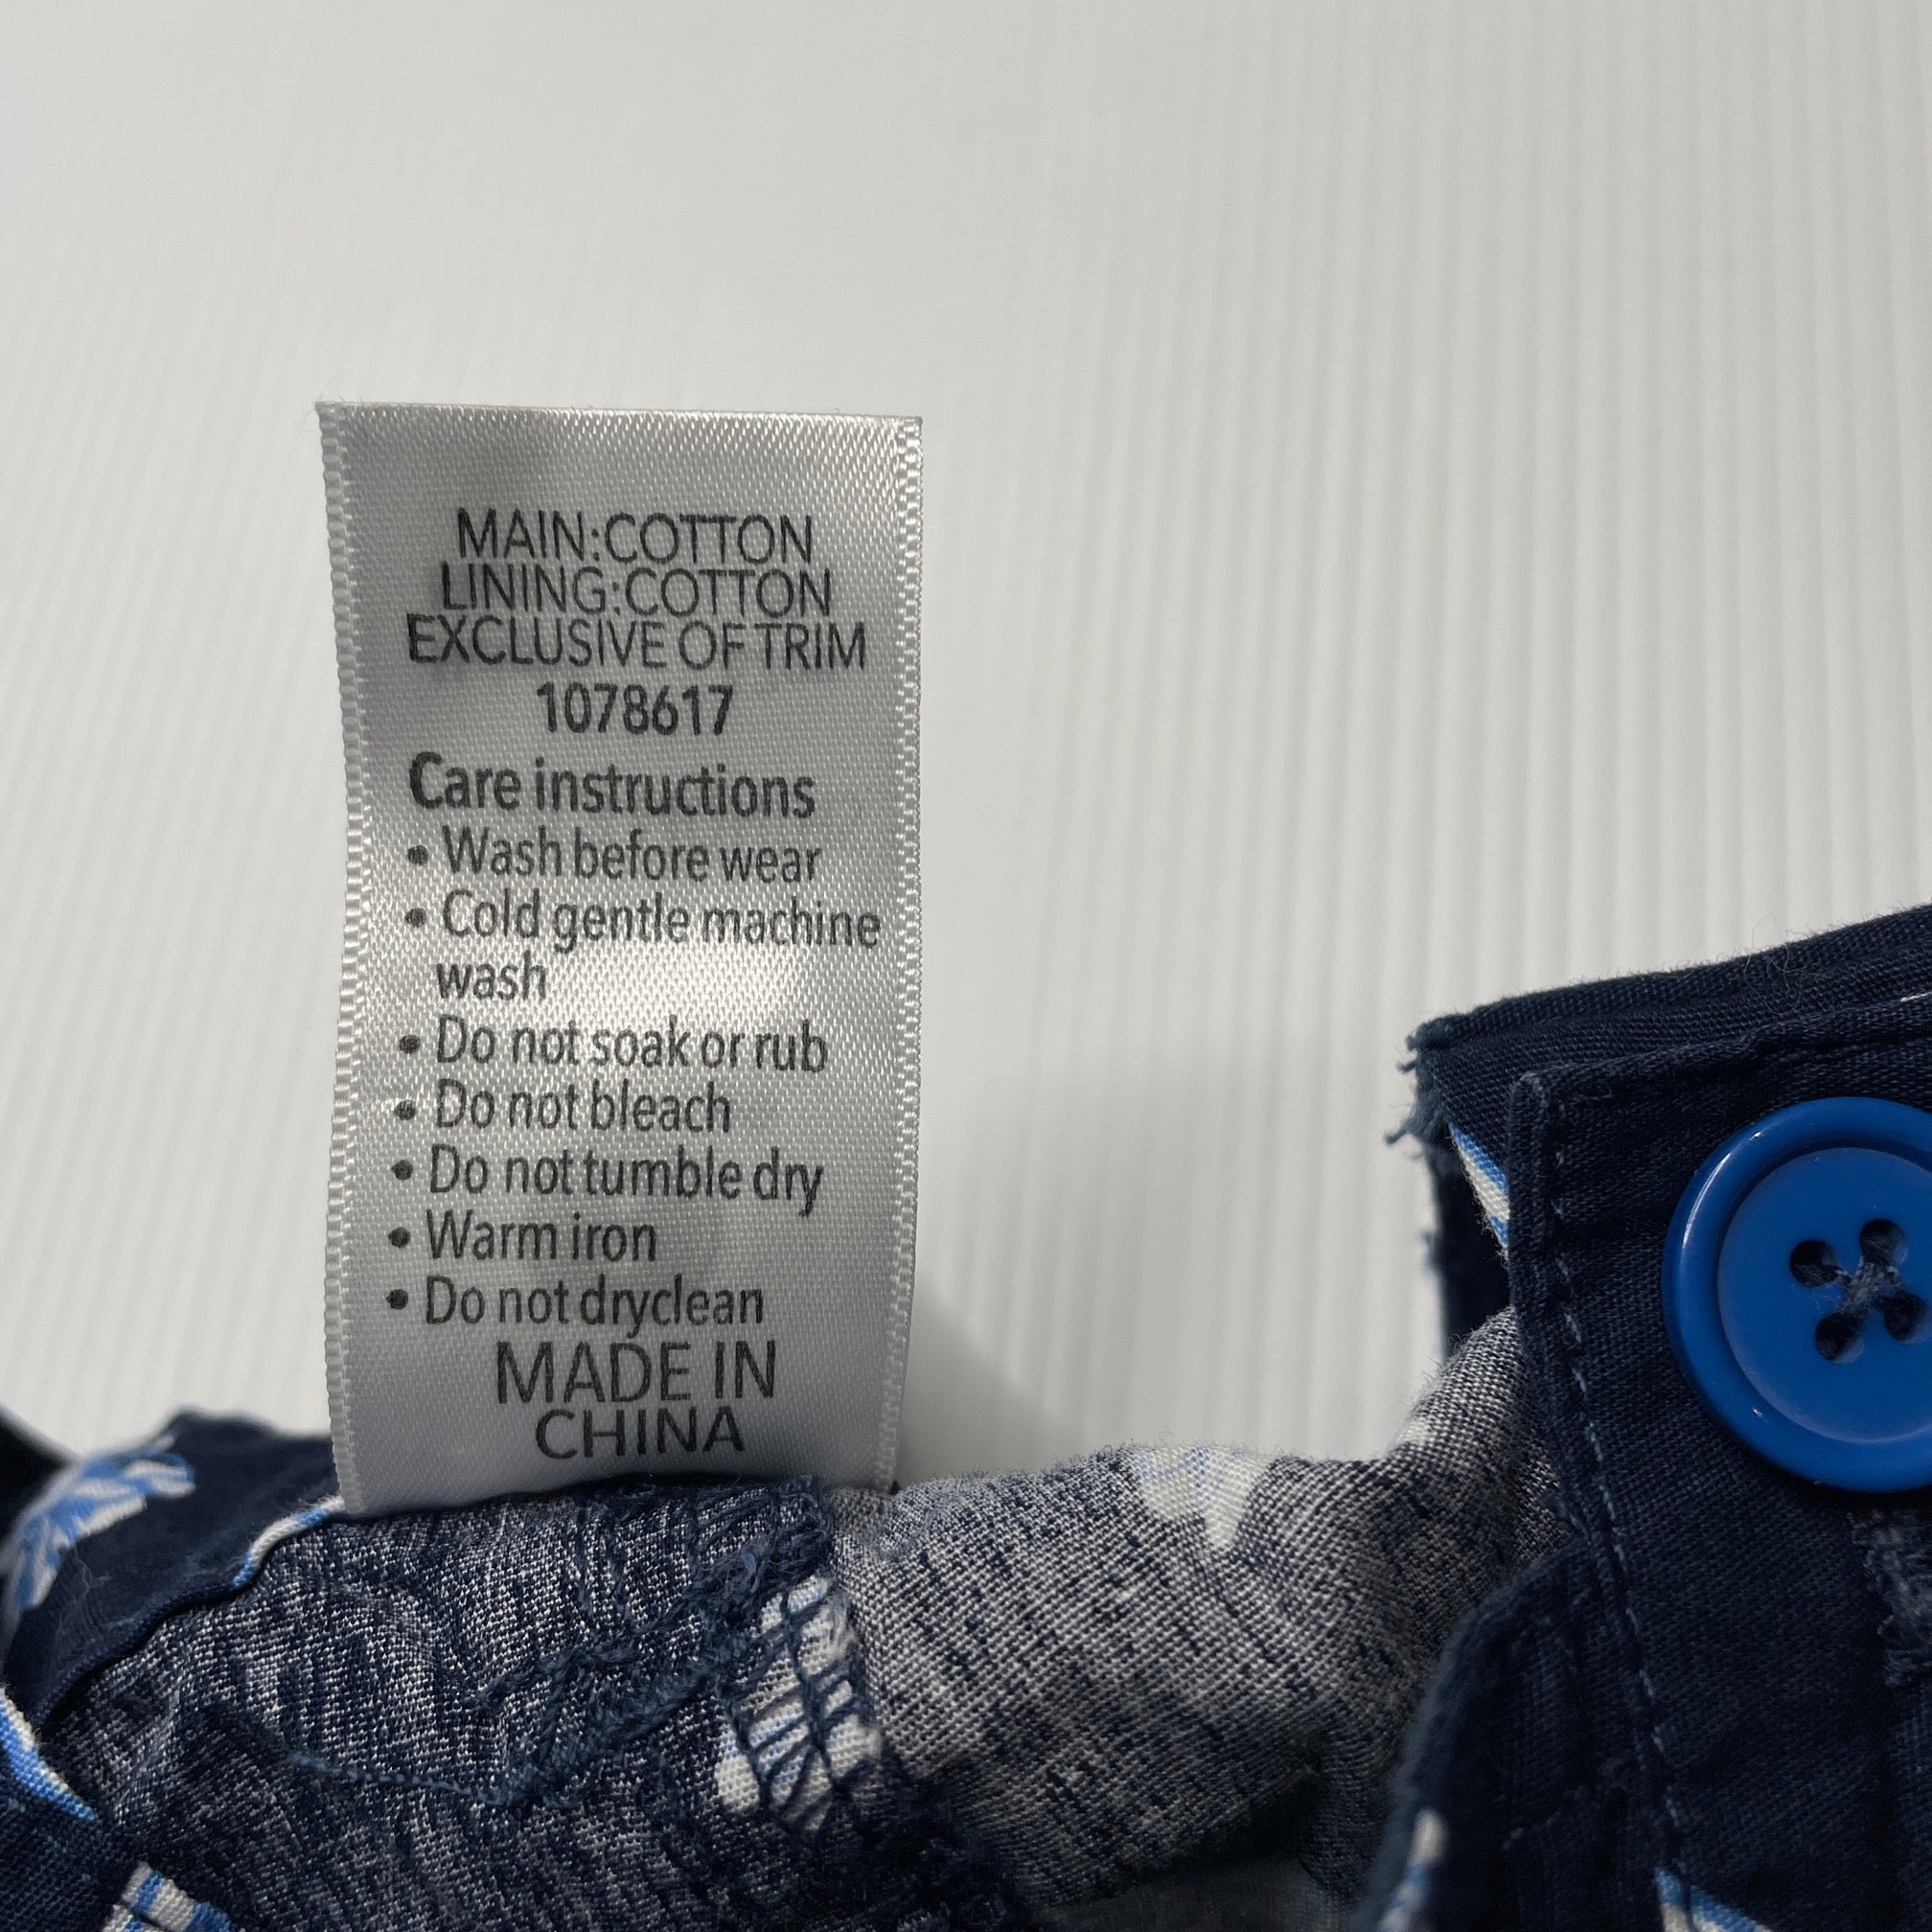 MAIN:COTTON
LINING:COTTON
EXCLUSIVE OF TRIM
1078617
Care instructions
• Wash before wear
• Cold gentle machine
wash
• Do not soak or rub
• Do not bleach
• Do not tumble dry
• Warm iron
• Do not dryclean
MADE IN
CHINA